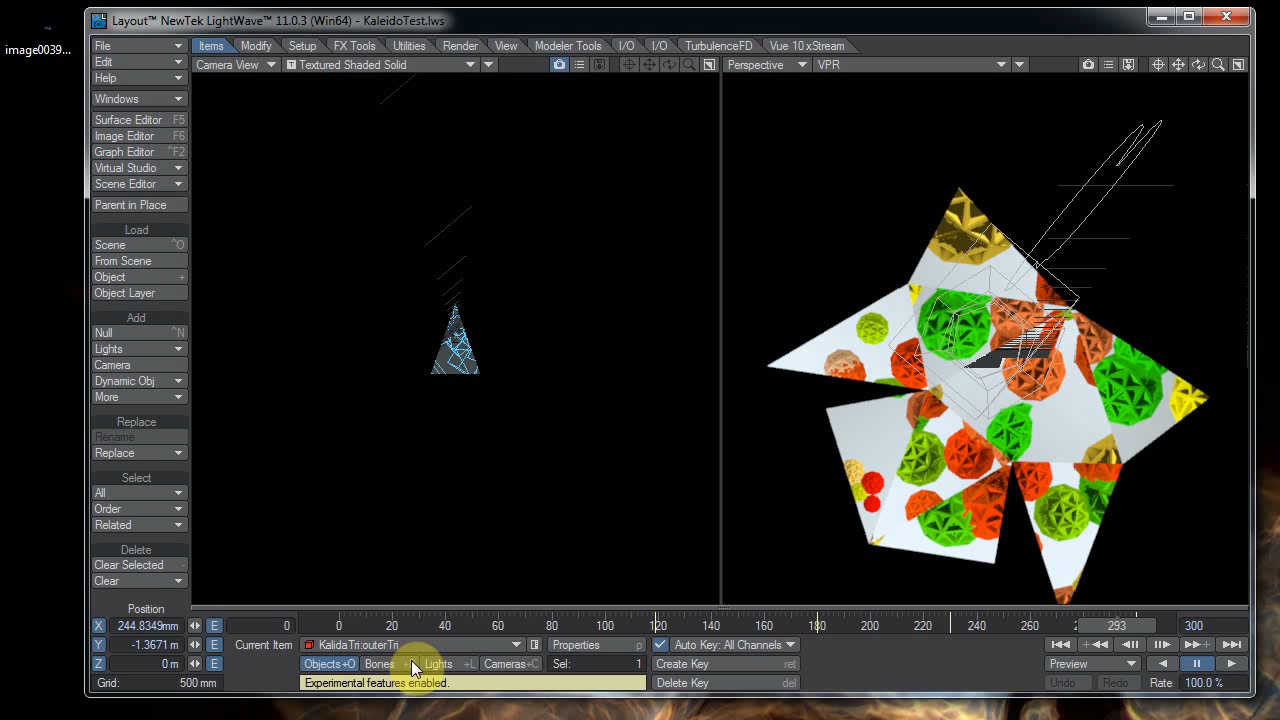 image0039...
Layout™ NewTek LightWave™ 11.0.3 (Win64) - KaleidoTest.lws
File
Items Modify Setup FX Tools Utilities Render View Modeler Tools I/O I/O TurbulenceFD Vue 10 xStream
Edit
Camera View Textured Shaded Solid Perspective VPR
Help
Windows
Surface Editor F5
Image Editor F6
Graph Editor ^F2
Virtual Studio
Scene Editor
Parent in Place
Load
Scene ^O
From Scene
Object +
Object Layer
Add
Null ^N
Lights
Camera
Dynamic Obj
More
Replace
Rename
Replace
Select
All
Order
Related
Delete
Clear Selected -
Clear
Position
X 244.8349mm E 0 0 20 40 60 80 100 120 140 160 180 200 220 240 260 293 300
Y -1.3671 m E Current Item KalidaTri:outerTri Properties p Auto Key: All Channels
Z 0 m E Objects +O Bones Lights +L Cameras +C Sel: 1 Create Key ret Preview
Grid: 500 mm Experimental features enabled. Delete Key del Undo Redo Rate 100.0 %